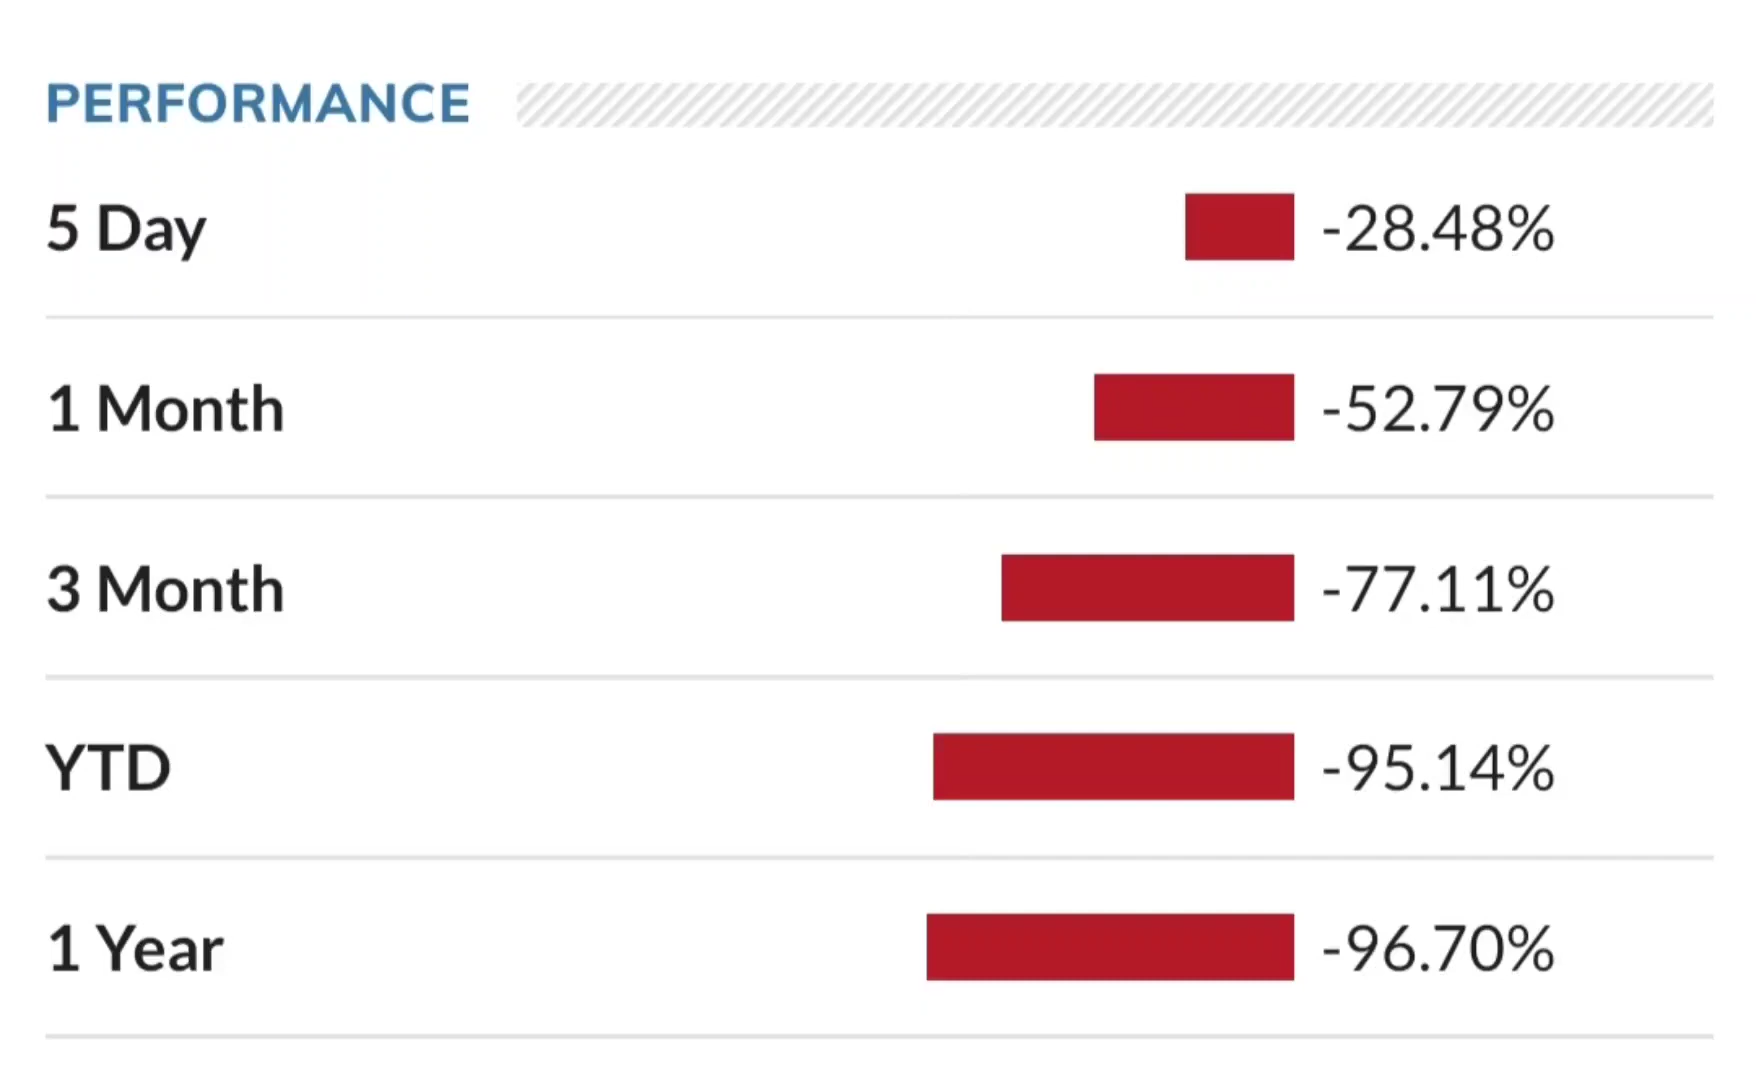 PERFORMANCE
5 Day -28.48%
1 Month -52.79%
3 Month -77.11%
YTD -95.14%
1 Year -96.70%